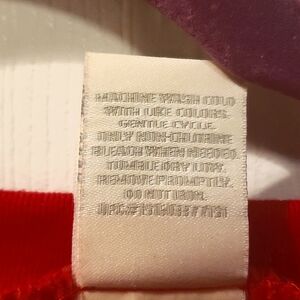 MACHINE WASH COLD
WITH LIKE COLORS.
GENTLE CYCLE.
ONLY NON-CHLORINE
BLEACH WHEN NEEDED.
TUMBLE DRY LOW.
REMOVE PROMPTLY.
DO NOT IRON.